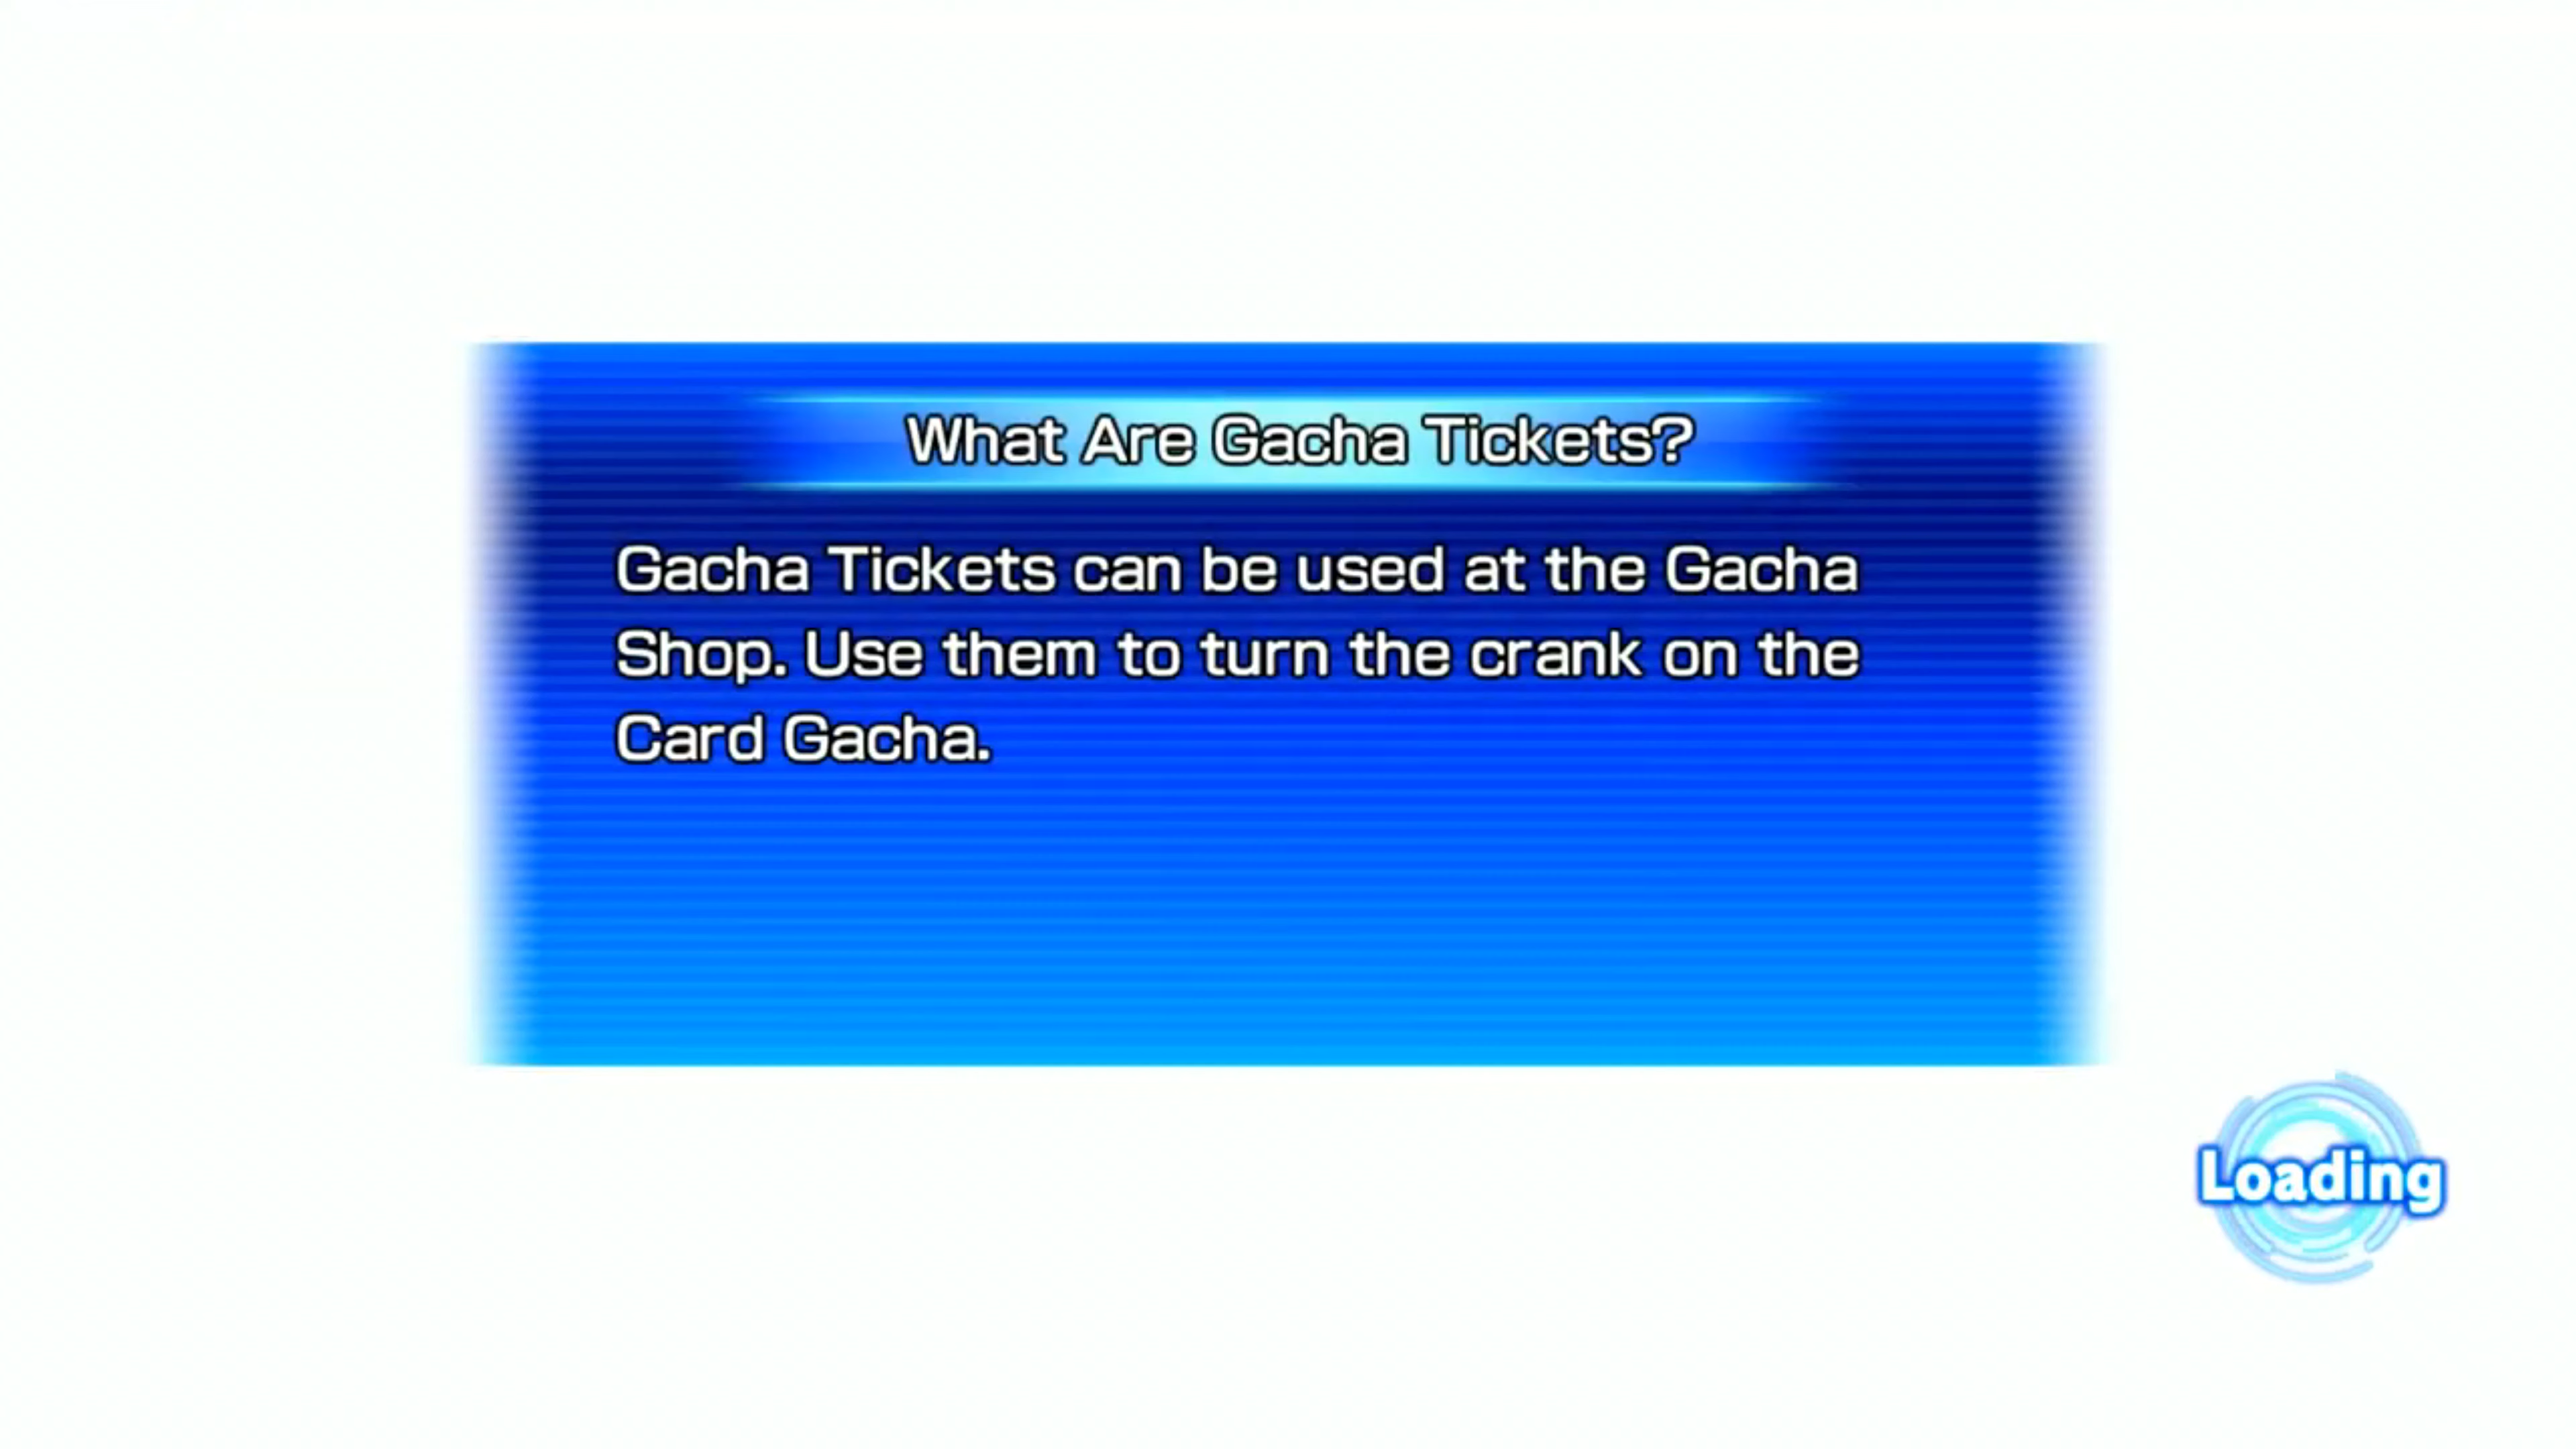 What Are Gacha Tickets?
Gacha Tickets can be used at the Gacha
Shop. Use them to turn the crank on the
Card Gacha.
Loading